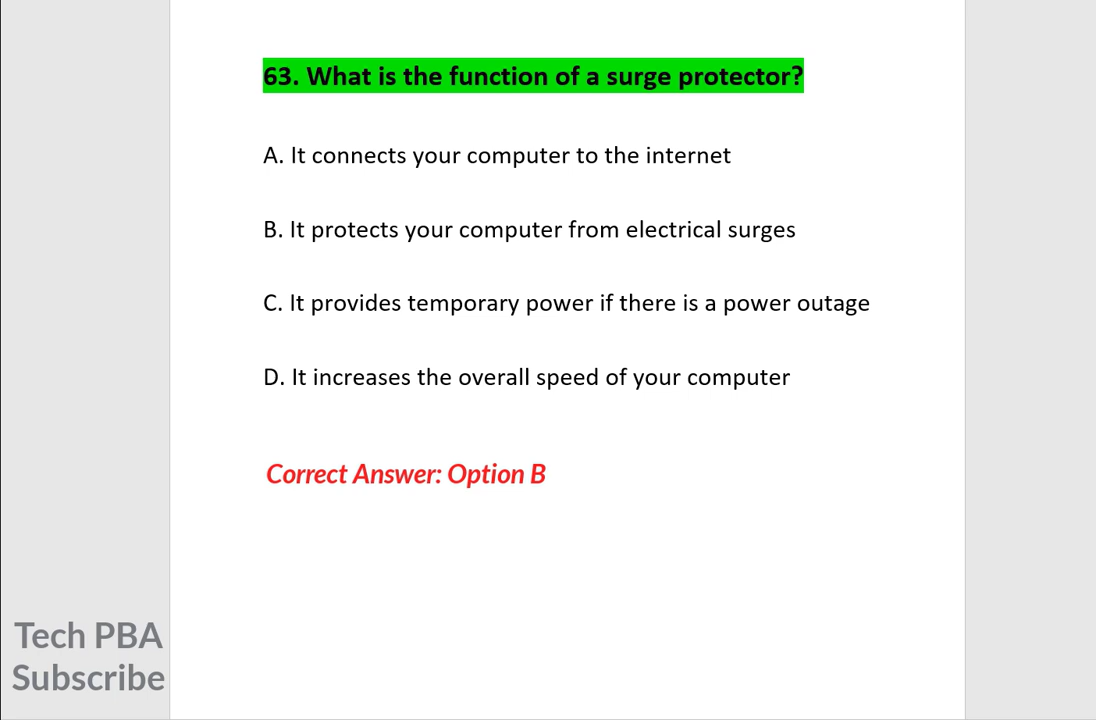 63. What is the function of a surge protector?
A. It connects your computer to the internet
B. It protects your computer from electrical surges
C. It provides temporary power if there is a power outage
D. It increases the overall speed of your computer
Correct Answer: Option B
Tech PBA
Subscribe